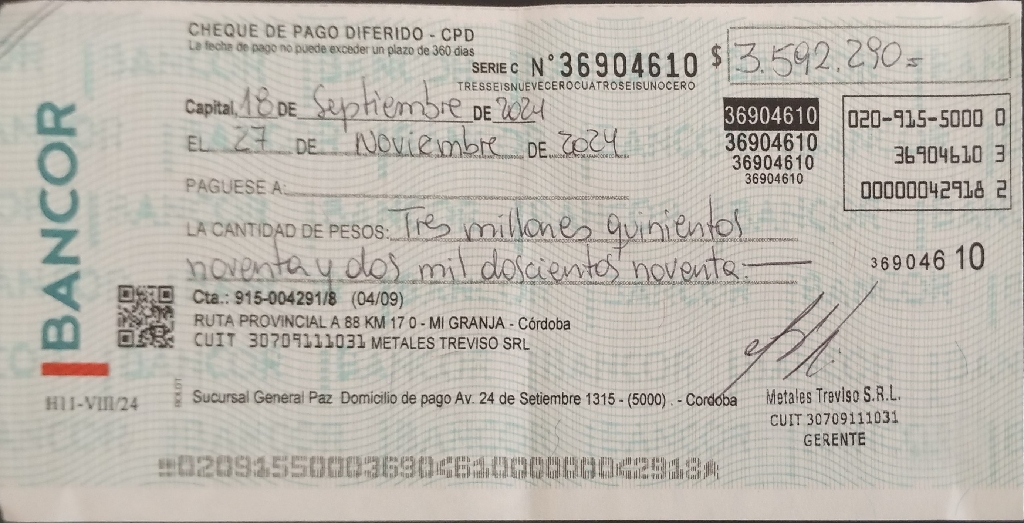 CHEQUE DE PAGO DIFERIDO - CPD
La fecha de pago no puede exceder un plazo de 360 días
SERIE C N°36904610 $ 3.592.290=
TRESSEISNUEVECEROCUATROSEISUNOCERO
Capital, 18 DE Septiembre DE 2024
EL 27 DE Noviembre DE 2024
36904610
36904610
36904610
36904610
020-915-5000 0
36904610 3
00000042918 2
PAGUESE A:
LA CANTIDAD DE PESOS: Tres millones quinientos
noventa y dos mil doscientos noventa.
36904610
BANCOR
H11-VIII/24
Cta.: 915-004291/8 (04/09)
RUTA PROVINCIAL A 88 KM 17 0 - MI GRANJA - Córdoba
CUIT 30709111031 METALES TREVISO SRL
Sucursal General Paz Domicilio de pago Av. 24 de Setiembre 1315 - (5000) . - Cordoba
Metales Treviso S.R.L.
CUIT 30709111031
GERENTE